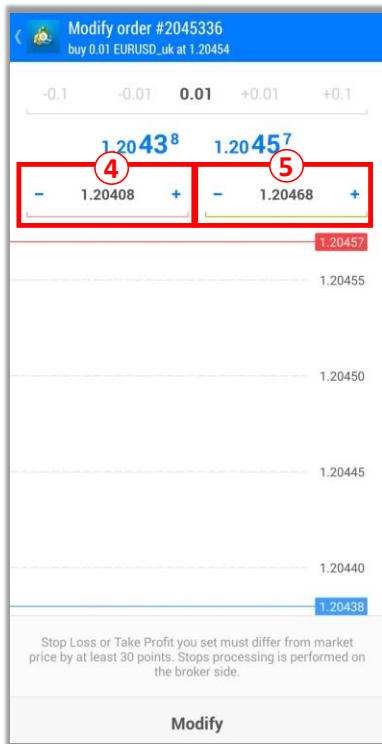 Modify order #2045336
buy 0.01 EURUSD_uk at 1.20454
-0.1 -0.01 0.01 +0.01 +0.1
1.20438 1.20457
④ ⑤
− 1.20408 + − 1.20468 +
1.20457
1.20455
1.20450
1.20445
1.20440
1.20438
Stop Loss or Take Profit you set must differ from market
price by at least 30 points. Stops processing is performed on
the broker side.
Modify